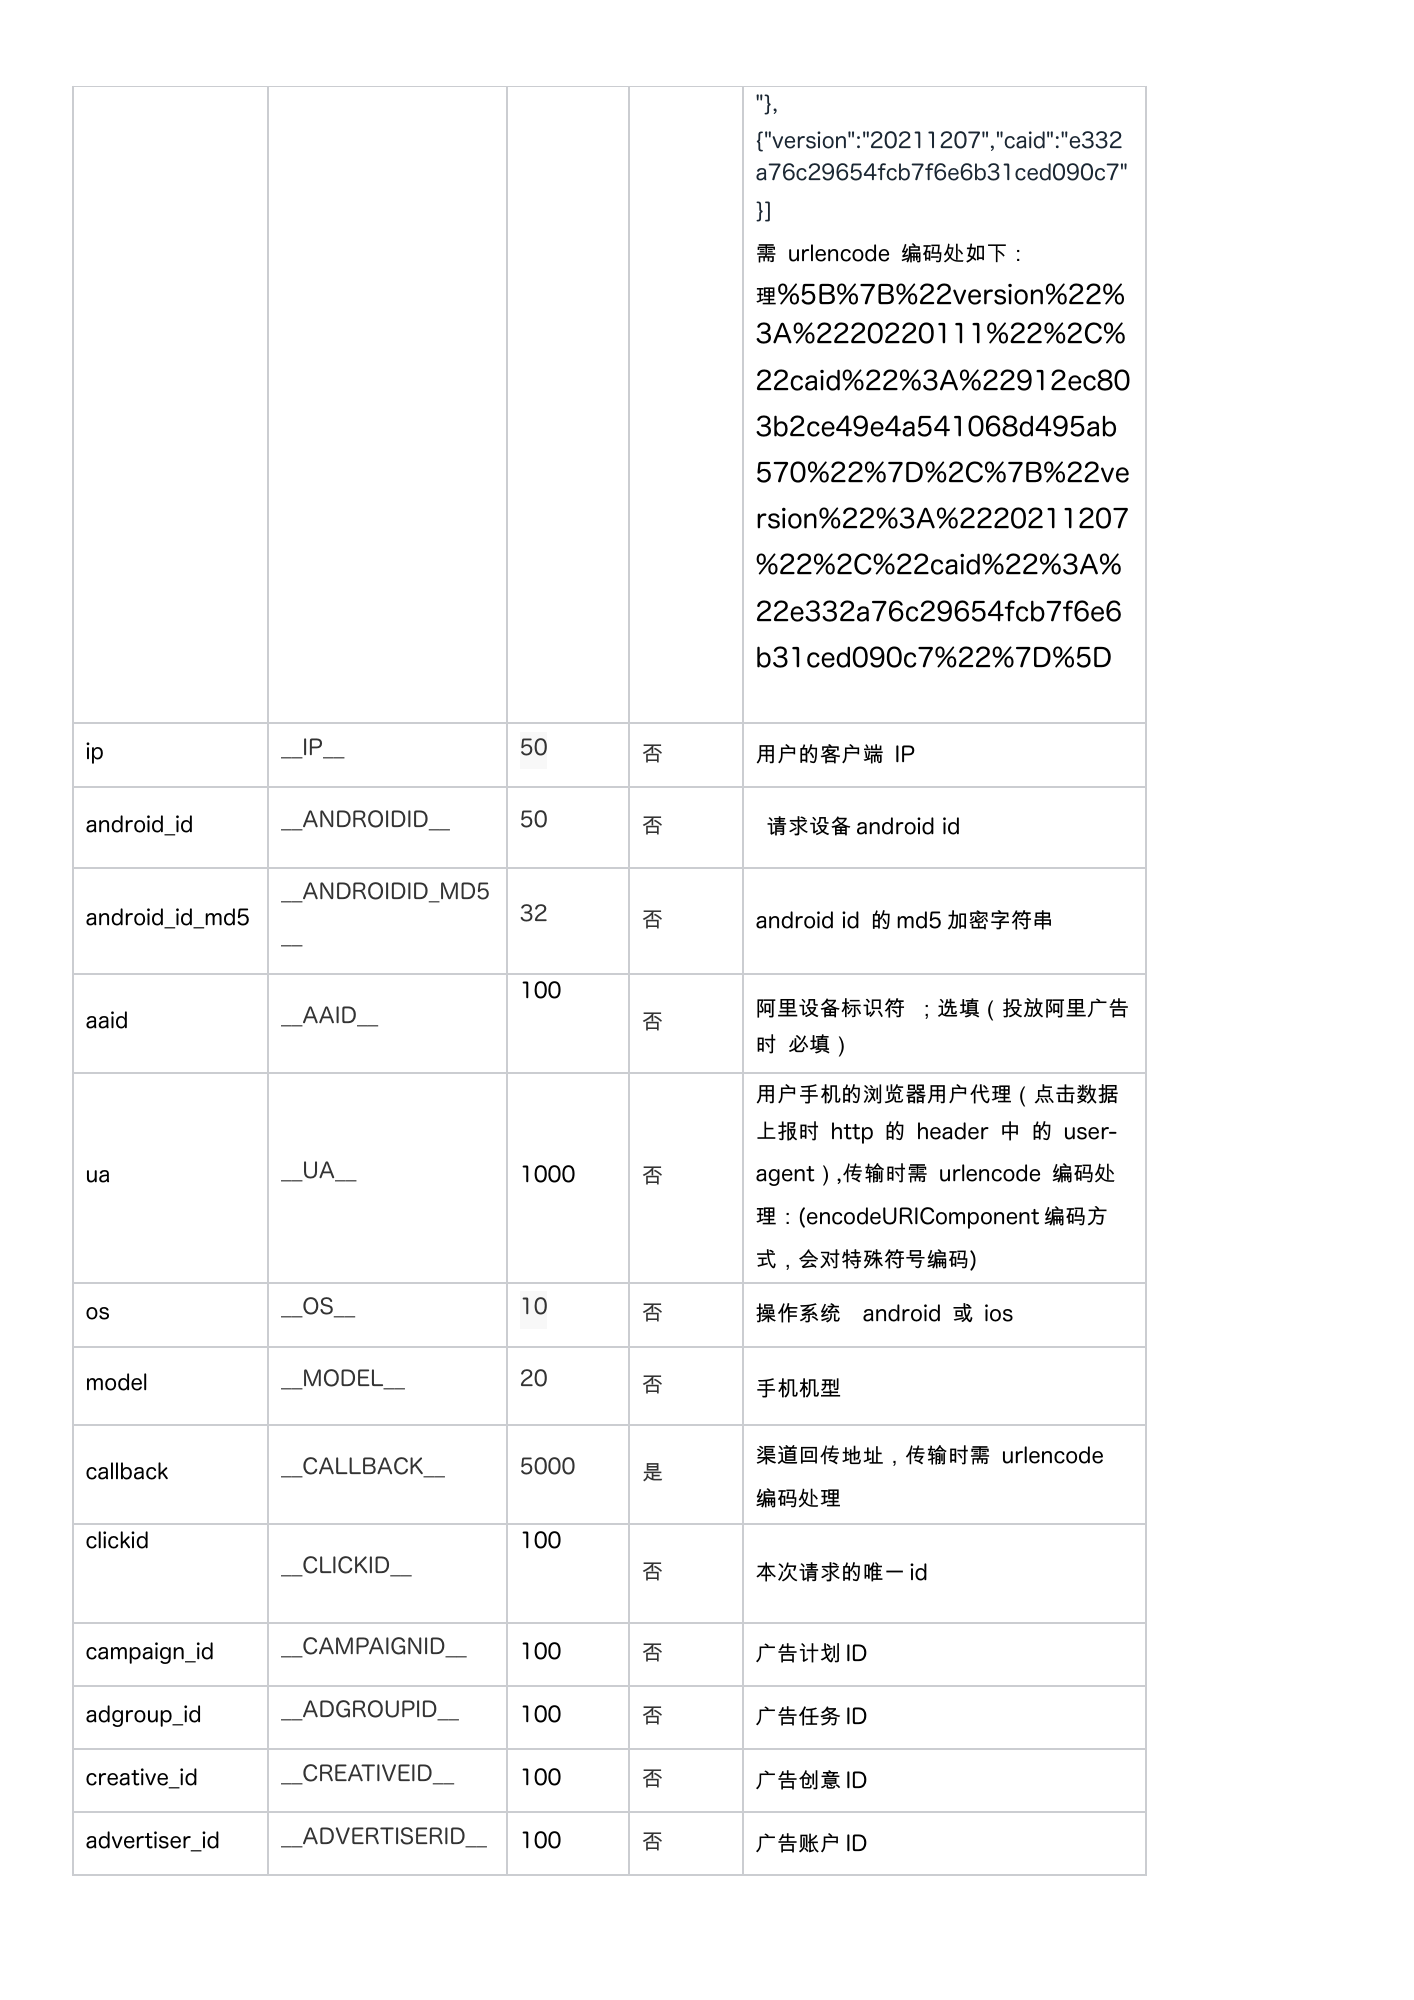 "},
{"version":"20211207","caid":"e332
a76c29654fcb7f6e6b31ced090c7"
}]
需 urlencode 编码处如下：
理%5B%7B%22version%22%
3A%2220220111%22%2C%
22caid%22%3A%22912ec80
3b2ce49e4a541068d495ab
570%22%7D%2C%7B%22ve
rsion%22%3A%2220211207
%22%2C%22caid%22%3A%
22e332a76c29654fcb7f6e6
b31ced090c7%22%7D%5D
ip __IP__ 50 否 用户的客户端 IP
android_id __ANDROIDID__ 50 否 请求设备 android id
android_id_md5 __ANDROIDID_MD5
__ 32 否 android id 的 md5 加密字符串
aaid __AAID__ 100 否 阿里设备标识符 ；选填（投放阿里广告
时 必填）
ua __UA__ 1000 否 用户手机的浏览器用户代理（点击数据
上报时 http 的 header 中 的 user-
agent）,传输时需 urlencode 编码处
理：(encodeURIComponent 编码方
式，会对特殊符号编码)
os __OS__ 10 否 操作系统 android 或 ios
model __MODEL__ 20 否 手机机型
callback __CALLBACK__ 5000 是 渠道回传地址，传输时需 urlencode
编码处理
clickid __CLICKID__ 100 否 本次请求的唯一 id
campaign_id __CAMPAIGNID__ 100 否 广告计划 ID
adgroup_id __ADGROUPID__ 100 否 广告任务 ID
creative_id __CREATIVEID__ 100 否 广告创意 ID
advertiser_id __ADVERTISERID__ 100 否 广告账户 ID